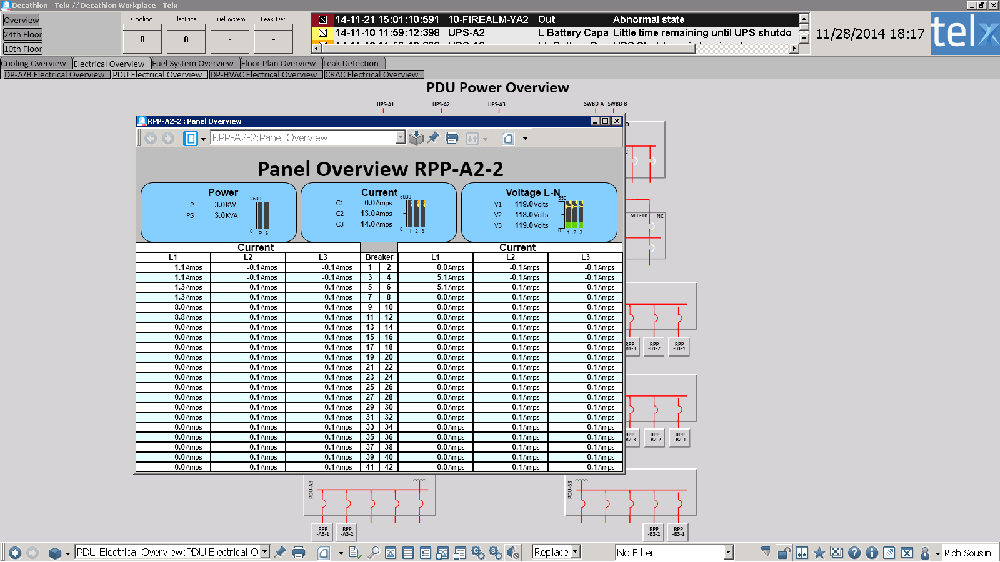 Decathlon - Telx // Decathlon Workplace - Telx
Overview
24th Floor
10th Floor
Cooling Electrical FuelSystem Leak Det
0 0 - -
14-11-21 15:01:10:591 10-FIREALM-YA2 Out Abnormal state
14-11-10 11:59:12:398 UPS-A2 L Battery Capa Little time remaining until UPS shutdo
11/28/2014 18:17
telx
Cooling Overview Electrical Overview Fuel System Overview Floor Plan Overview Leak Detection
DP-A/B Electrical Overview PDU Electrical Overview DP-HVAC Electrical Overview CRAC Electrical Overview
PDU Power Overview
UPS-A1 UPS-A2 UPS-A3 SWBD-A SWBD-B
RPP-A2-2 : Panel Overview
RPP-A2-2:Panel Overview
Panel Overview RPP-A2-2
Power
P 3.0KW
PS 3.0KVA
2500
0 P S
Current
C1 0.0Amps
C2 13.0Amps
C3 14.0Amps
5000
0 1 2 3
Voltage L-N
V1 119.0Volts
V2 118.0Volts
V3 119.0Volts
550
0 1 2 3
Current Current
L1 L2 L3 Breaker L1 L2 L3
1.1Amps -0.1Amps -0.1Amps 1 2 0.0Amps -0.1Amps -0.1Amps
1.1Amps -0.1Amps -0.1Amps 3 4 5.1Amps -0.1Amps -0.1Amps
1.3Amps -0.1Amps -0.1Amps 5 6 5.1Amps -0.1Amps -0.1Amps
1.3Amps -0.1Amps -0.1Amps 7 8 0.0Amps -0.1Amps -0.1Amps
8.0Amps -0.1Amps -0.1Amps 9 10 0.0Amps -0.1Amps -0.1Amps
8.8Amps -0.1Amps -0.1Amps 11 12 0.0Amps -0.1Amps -0.1Amps
0.0Amps -0.1Amps -0.1Amps 13 14 0.0Amps -0.1Amps -0.1Amps
0.0Amps -0.1Amps -0.1Amps 15 16 0.0Amps -0.1Amps -0.1Amps
0.0Amps -0.1Amps -0.1Amps 17 18 0.0Amps -0.1Amps -0.1Amps
0.0Amps -0.1Amps -0.1Amps 19 20 0.0Amps -0.1Amps -0.1Amps
0.0Amps -0.1Amps -0.1Amps 21 22 0.0Amps -0.1Amps -0.1Amps
0.0Amps -0.1Amps -0.1Amps 23 24 0.0Amps -0.1Amps -0.1Amps
0.0Amps -0.1Amps -0.1Amps 25 26 0.0Amps -0.1Amps -0.1Amps
0.0Amps -0.1Amps -0.1Amps 27 28 0.0Amps -0.1Amps -0.1Amps
0.0Amps -0.1Amps -0.1Amps 29 30 0.0Amps -0.1Amps -0.1Amps
0.0Amps -0.1Amps -0.1Amps 31 32 0.0Amps -0.1Amps -0.1Amps
0.0Amps -0.1Amps -0.1Amps 33 34 0.0Amps -0.1Amps -0.1Amps
0.0Amps -0.1Amps -0.1Amps 35 36 0.0Amps -0.1Amps -0.1Amps
0.0Amps -0.1Amps -0.1Amps 37 38 0.0Amps -0.1Amps -0.1Amps
0.0Amps -0.1Amps -0.1Amps 39 40 0.0Amps -0.1Amps -0.1Amps
0.0Amps -0.1Amps -0.1Amps 41 42 0.0Amps -0.1Amps -0.1Amps
MIB-1B NC
RPP RPP RPP
-B1-3 -B1-2 -B1-1
RPP RPP RPP
-B2-3 -B2-2 -B2-1
PDU-A3 PDU-B3
RPP RPP RPP RPP
-A3-1 -A3-2 -B3-2 -B3-1
PDU Electrical Overview:PDU Electrical O
Replace
No Filter
Rich Souslin